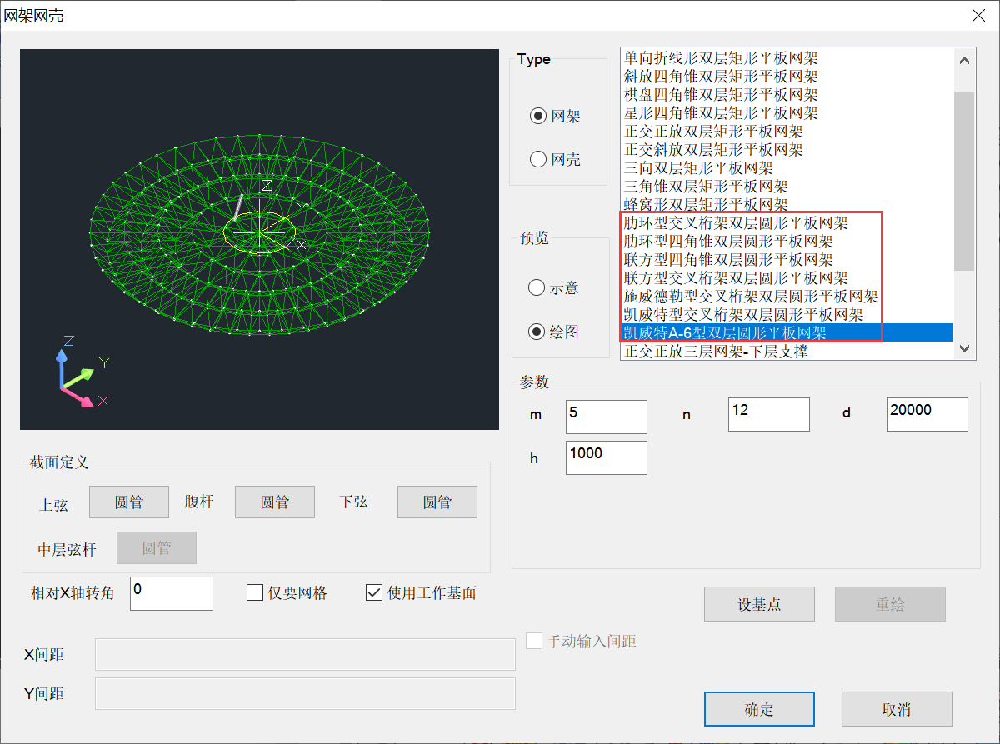 网架网壳
Z
Y
X
Z
Y
X
Type
网架
网壳
预览
示意
绘图
单向折线形双层矩形平板网架
斜放四角锥双层矩形平板网架
棋盘四角锥双层矩形平板网架
星形四角锥双层矩形平板网架
正交正放双层矩形平板网架
正交斜放双层矩形平板网架
三向双层矩形平板网架
三角锥双层矩形平板网架
蜂窝形双层矩形平板网架
肋环型交叉桁架双层圆形平板网架
肋环型四角锥双层圆形平板网架
联方型四角锥双层圆形平板网架
联方型交叉桁架双层圆形平板网架
施威德勒型交叉桁架双层圆形平板网架
凯威特型交叉桁架双层圆形平板网架
凯威特A-6型双层圆形平板网架
正交正放三层网架-下层支撑
参数
m 5 n 12 d 20000
h 1000
截面定义
上弦 圆管 腹杆 圆管 下弦 圆管
中层弦杆 圆管
相对X轴转角 0 仅要网格 使用工作基面
设基点 重绘
X间距 手动输入间距
Y间距
确定 取消